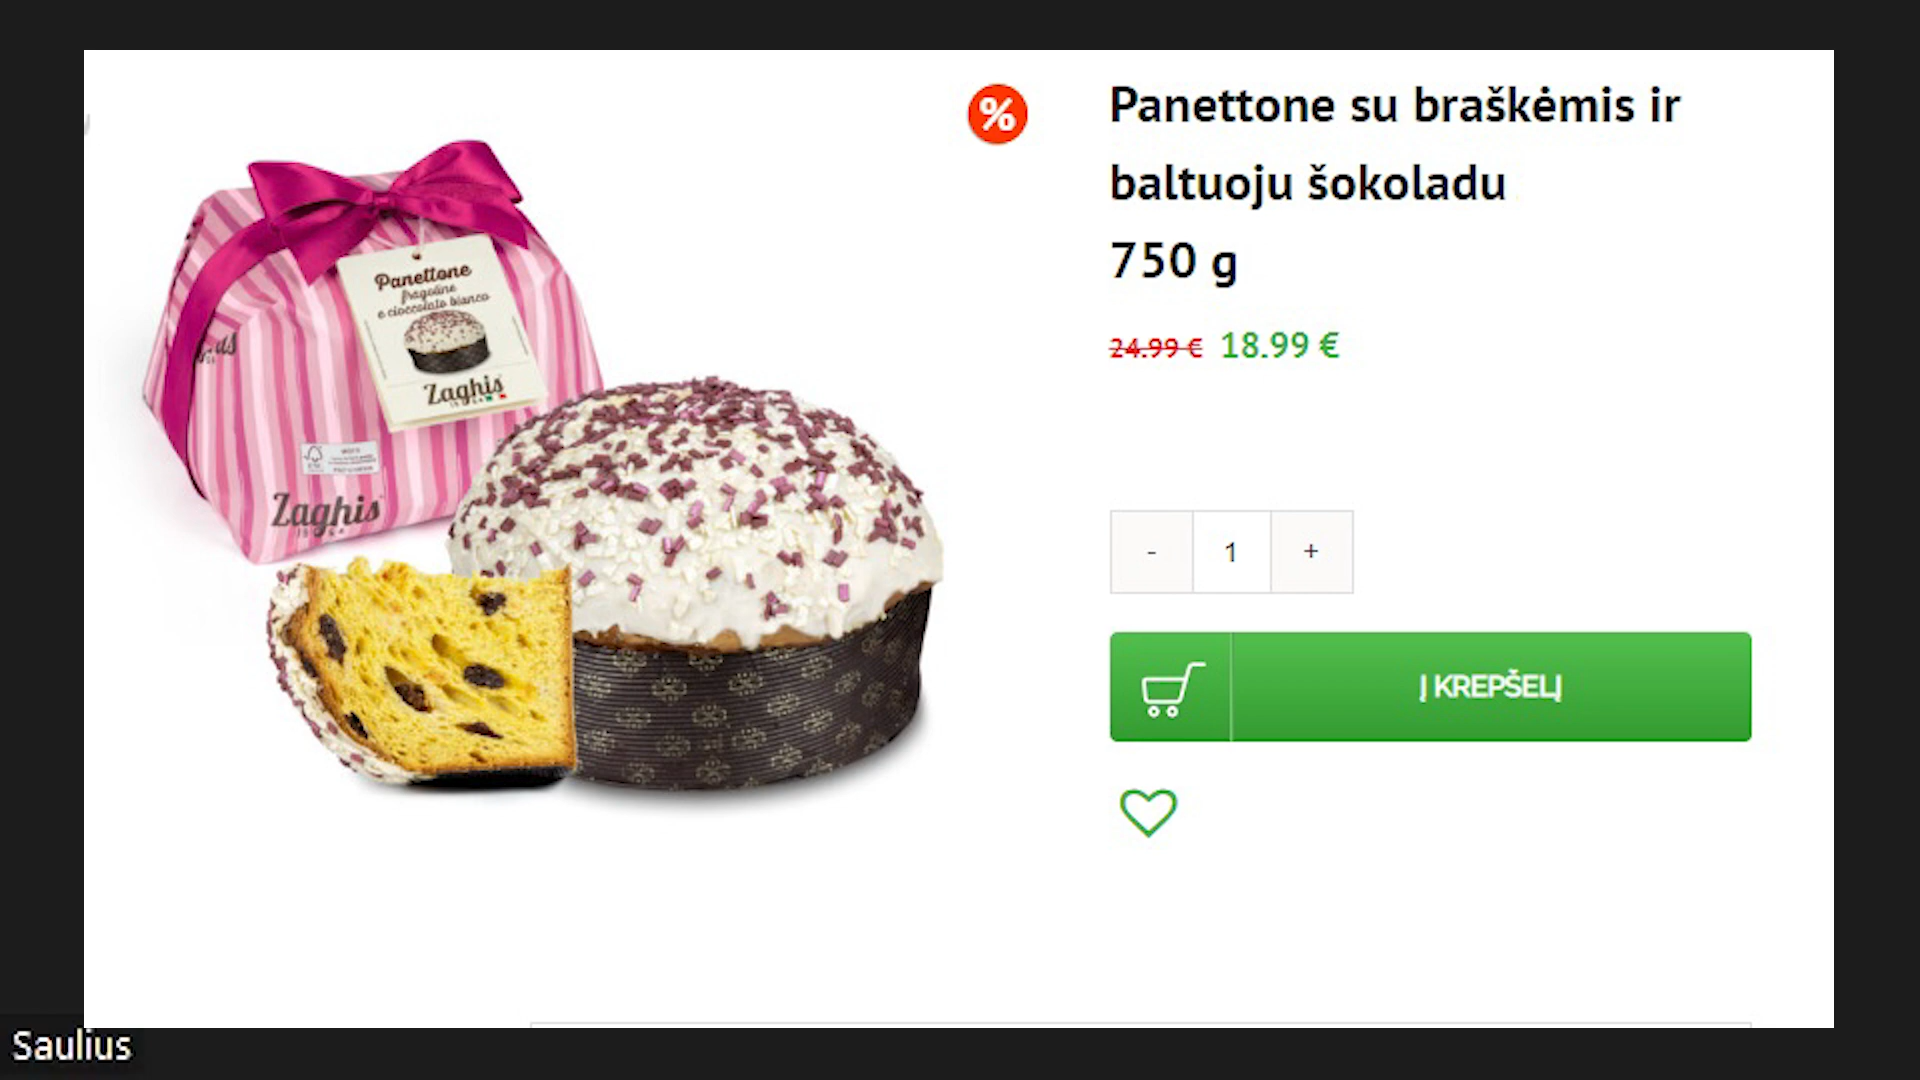 %
Panettone su braškėmis ir
baltuoju šokoladu
750 g
24.99 € 18.99 €
- 1 +
Į KREPŠELĮ
Panettone
fragoline
e cioccolato bianco
Zaghis
Zaghis
Saulius